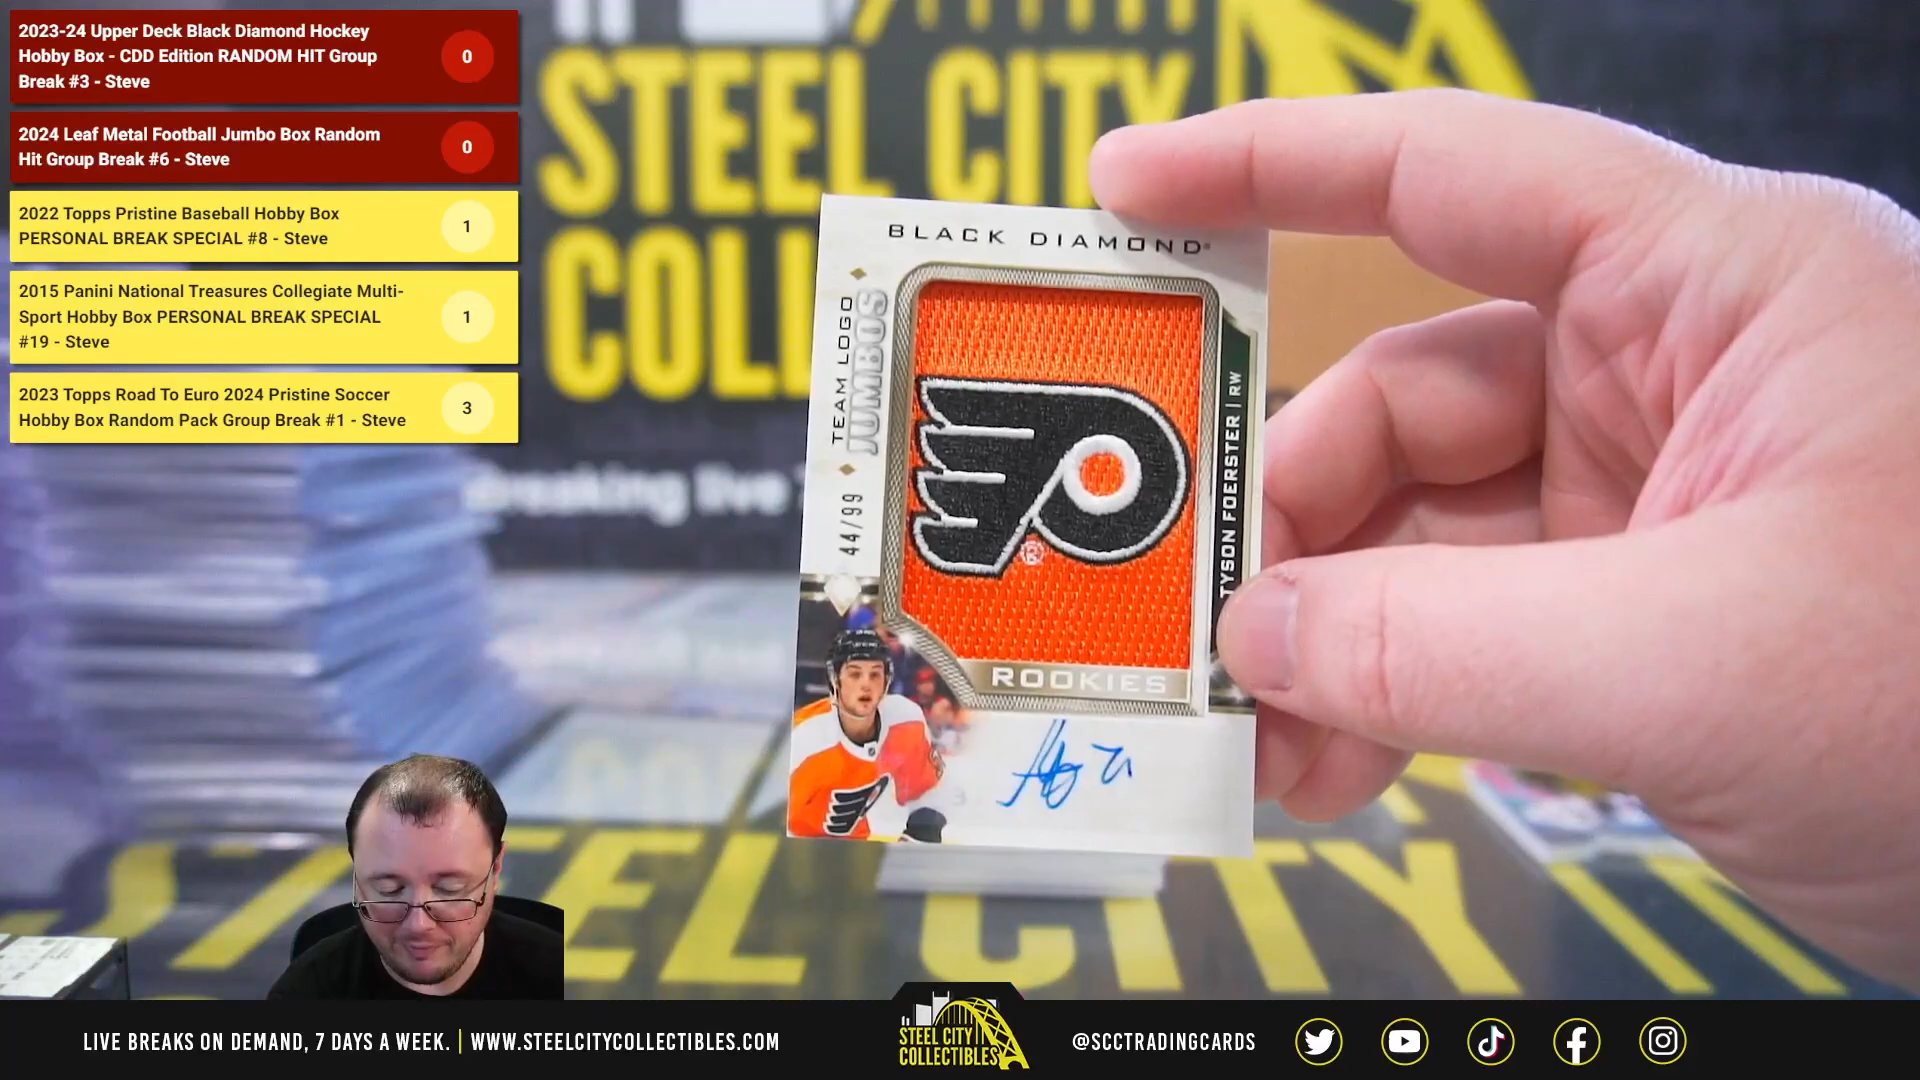 2023-24 Upper Deck Black Diamond Hockey
Hobby Box - CDD Edition RANDOM HIT Group
Break #3 - Steve
0
2024 Leaf Metal Football Jumbo Box Random
Hit Group Break #6 - Steve
0
2022 Topps Pristine Baseball Hobby Box
PERSONAL BREAK SPECIAL #8 - Steve
1
2015 Panini National Treasures Collegiate Multi-
Sport Hobby Box PERSONAL BREAK SPECIAL
#19 - Steve
1
2023 Topps Road To Euro 2024 Pristine Soccer
Hobby Box Random Pack Group Break #1 - Steve
3
STEEL CITY
BLACK DIAMOND
TEAM LOGO
JUMBOS
44/99
TYSON FOERSTER | RW
ROOKIES
STEEL CITY
LIVE BREAKS ON DEMAND, 7 DAYS A WEEK. | WWW.STEELCITYCOLLECTIBLES.COM
STEEL CITY
COLLECTIBLES
@SCCTRADINGCARDS